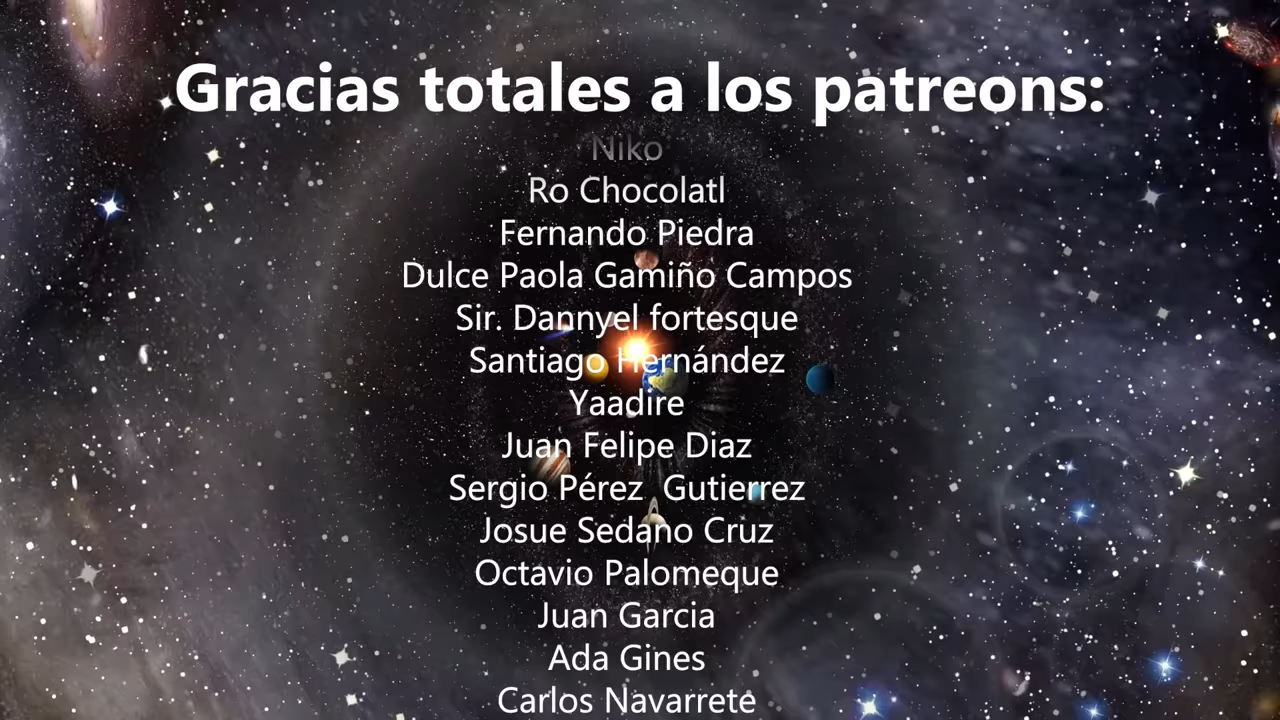 Gracias totales a los patreons:
Niko
Ro Chocolatl
Fernando Piedra
Dulce Paola Gamiño Campos
Sir. Dannyel fortesque
Santiago Hernández
Yaadire
Juan Felipe Diaz
Sergio Pérez  Gutierrez
Josue Sedano Cruz
Octavio Palomeque
Juan Garcia
Ada Gines
Carlos Navarrete